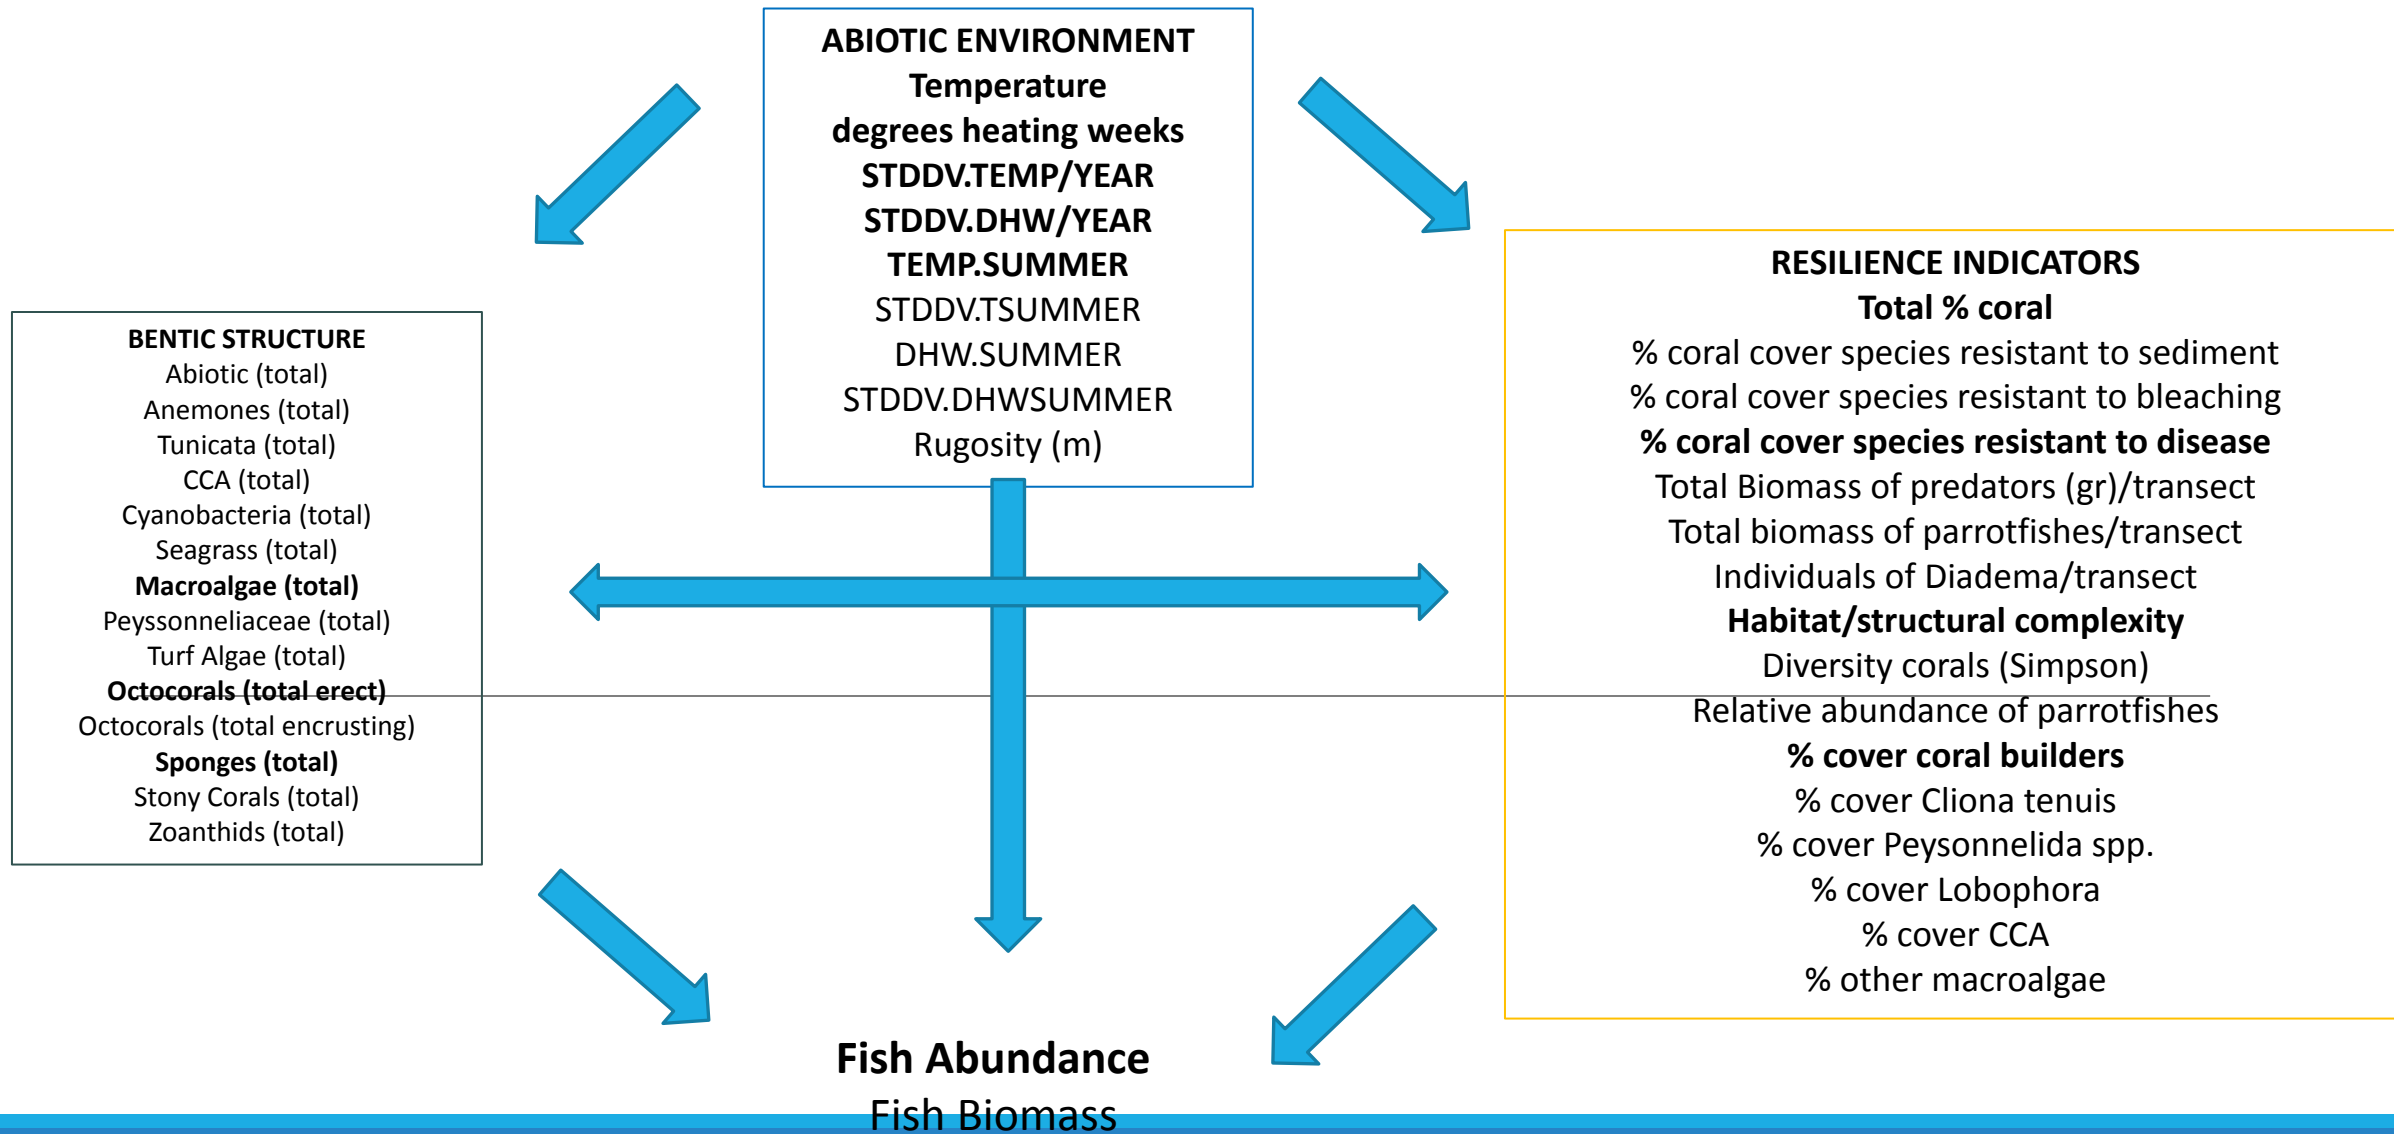 ABIOTIC ENVIRONMENT
Temperature
degrees heating weeks
STDDV.TEMP/YEAR
STDDV.DHW/YEAR
TEMP.SUMMER
STDDV.TSUMMER
DHW.SUMMER
STDDV.DHWSUMMER
Rugosity (m)
BENTIC STRUCTURE
Abiotic (total)
Anemones (total)
Tunicata (total)
CCA (total)
Cyanobacteria (total)
Seagrass (total)
Macroalgae (total)
Peyssonneliaceae (total)
Turf Algae (total)
Octocorals (total erect)
Octocorals (total encrusting)
Sponges (total)
Stony Corals (total)
Zoanthids (total)
RESILIENCE INDICATORS
Total % coral
% coral cover species resistant to sediment
% coral cover species resistant to bleaching
% coral cover species resistant to disease
Total Biomass of predators (gr)/transect
Total biomass of parrotfishes/transect
Individuals of Diadema/transect
Habitat/structural complexity
Diversity corals (Simpson)
Relative abundance of parrotfishes
% cover coral builders
% cover Cliona tenuis
% cover Peysonnelida spp.
% cover Lobophora
% cover CCA
% other macroalgae
Fish Abundance
Fish Biomass